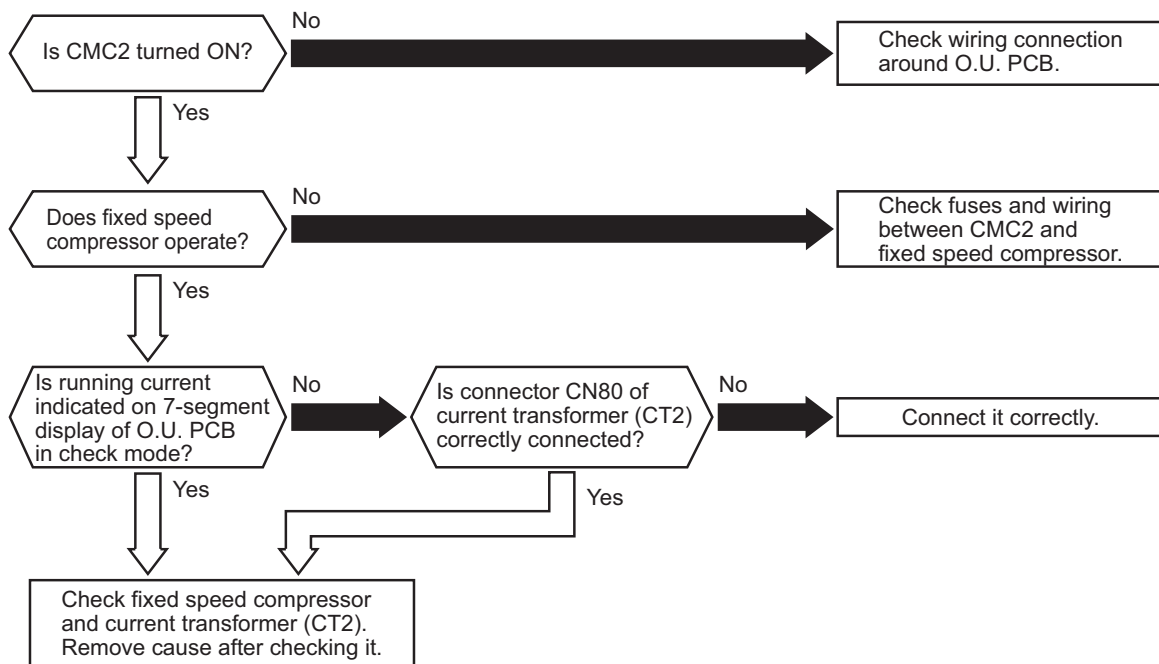 Is CMC2 turned ON?
No
Check wiring connection
around O.U. PCB.
Yes
Does fixed speed
compressor operate?
No
Check fuses and wiring
between CMC2 and
fixed speed compressor.
Yes
Is running current
indicated on 7-segment
display of O.U. PCB
in check mode?
No
Is connector CN80 of
current transformer (CT2)
correctly connected?
No
Connect it correctly.
Yes
Yes
Check fixed speed compressor
and current transformer (CT2).
Remove cause after checking it.